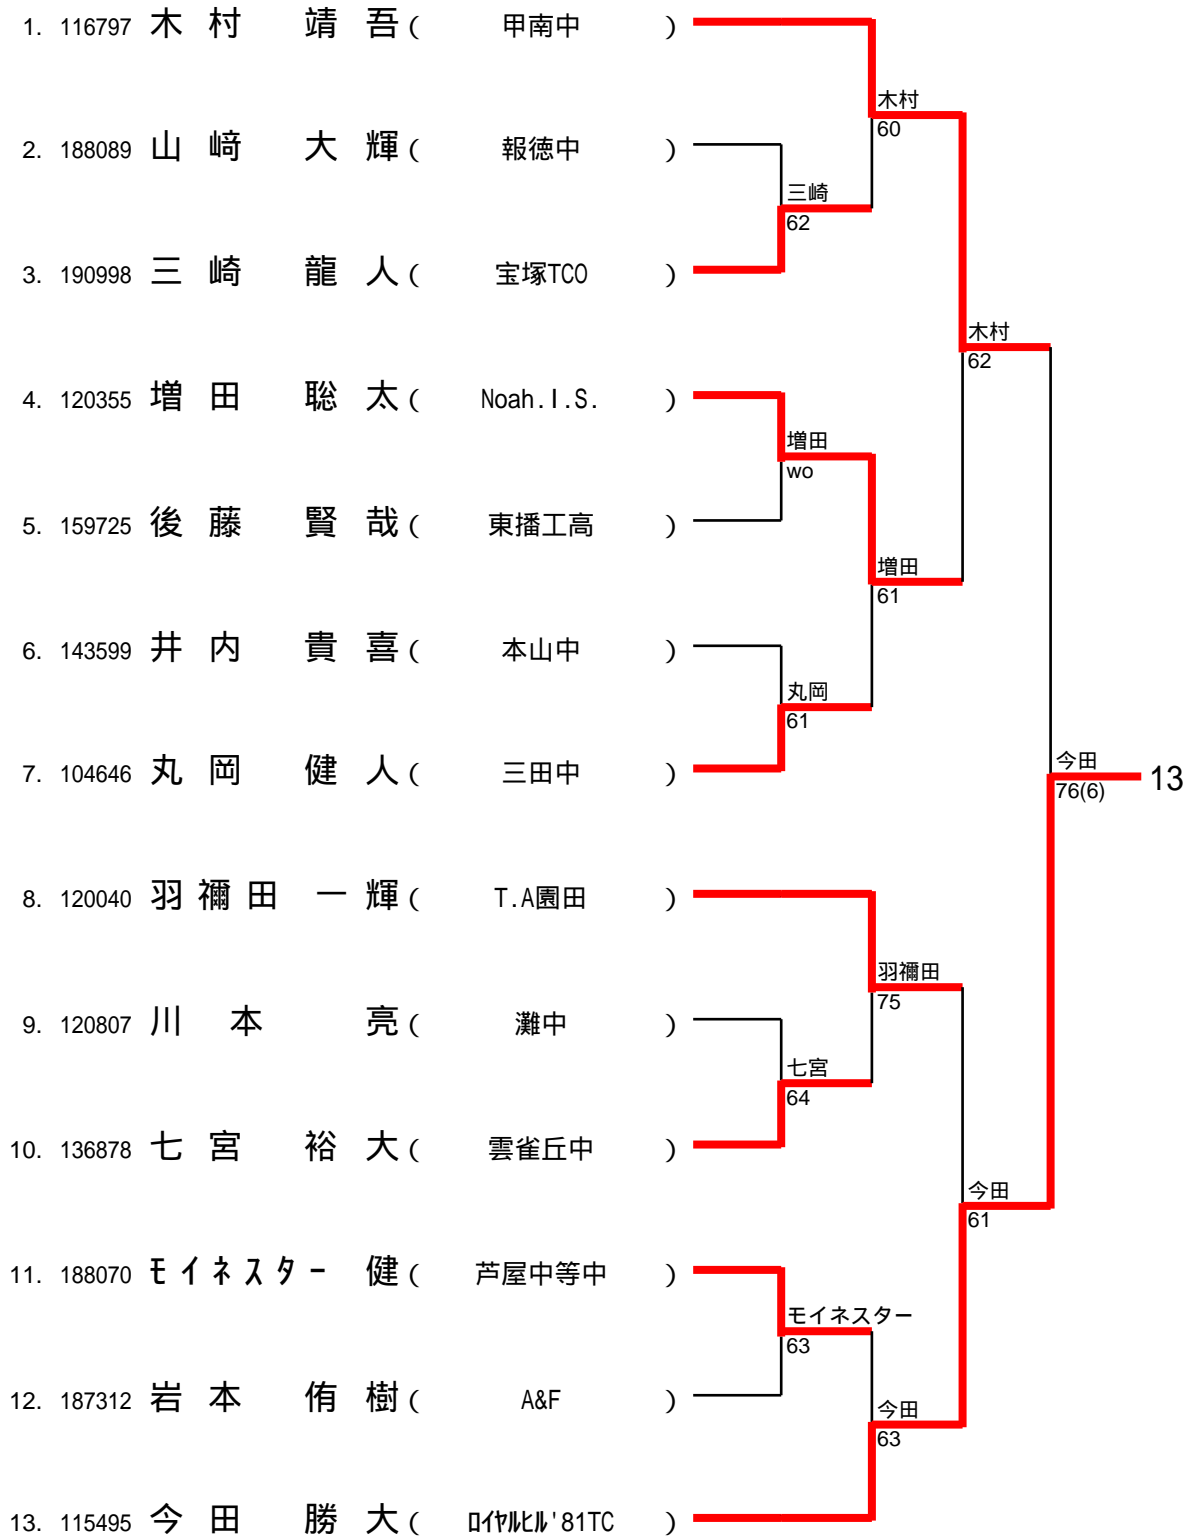 1. 116797 木村 靖吾( 甲南中 )
木村
60
2. 188089 山﨑 大輝( 報徳中 )
三崎
62
3. 190998 三崎 龍人( 宝塚TCO )
木村
62
4. 120355 増田 聡太( Noah.I.S. )
増田
wo
5. 159725 後藤 賢哉( 東播工高 )
増田
61
6. 143599 井内 貴喜( 本山中 )
丸岡
61
7. 104646 丸岡 健人( 三田中 )
今田
76(6)
13
8. 120040 羽禰田 一輝( T.A園田 )
羽禰田
75
9. 120807 川本 亮( 灘中 )
七宮
64
10. 136878 七宮 裕大( 雲雀丘中 )
今田
61
11. 188070 モイネスター 健( 芦屋中等中 )
モイネスター
63
12. 187312 岩本 侑樹( A&F )
今田
63
13. 115495 今田 勝大( ロイヤルヒル'81TC )